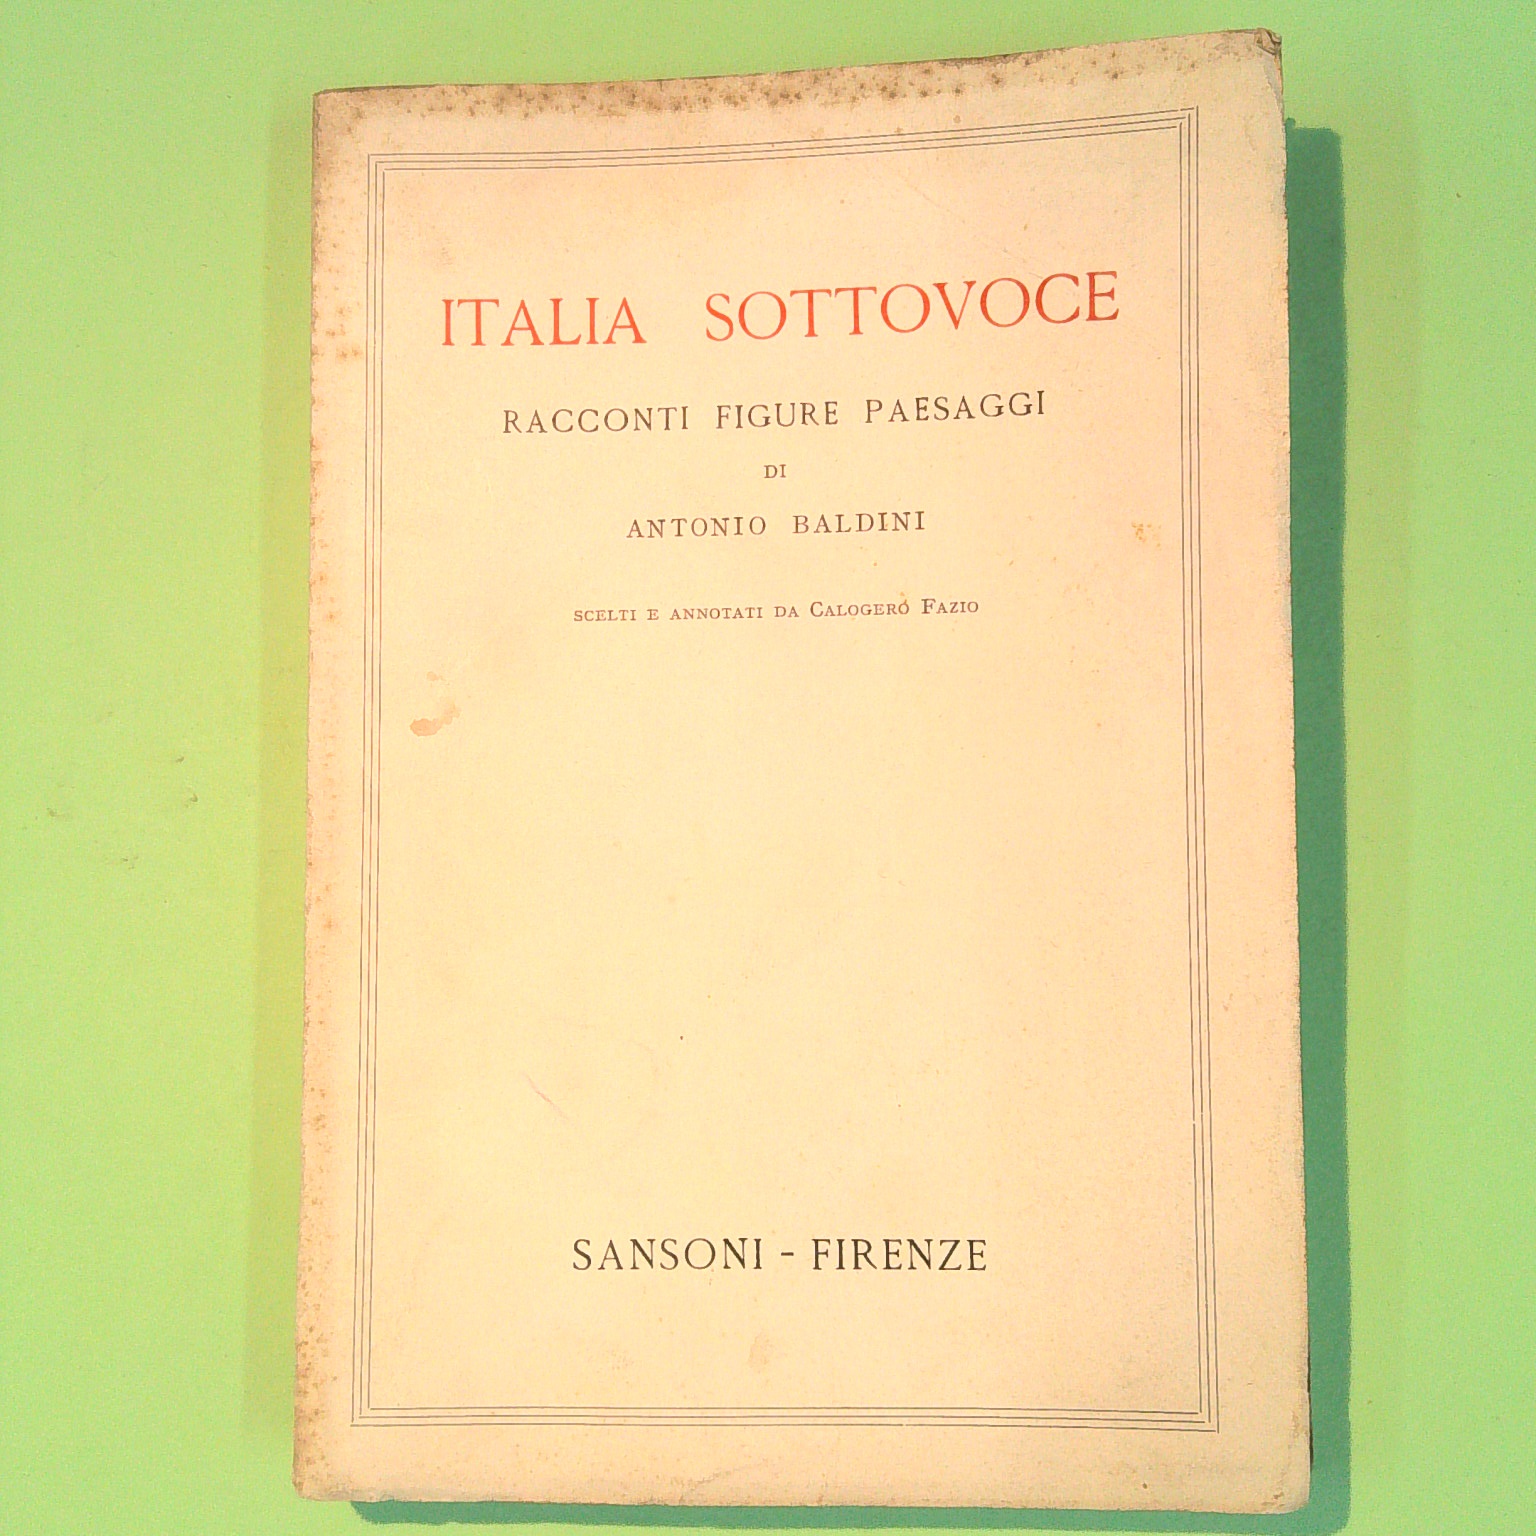 ITALIA SOTTOVOCE
RACCONTI FIGURE PAESAGGI
DI
ANTONIO BALDINI
SCELTI E ANNOTATI DA CALOGERO FAZIO
SANSONI - FIRENZE